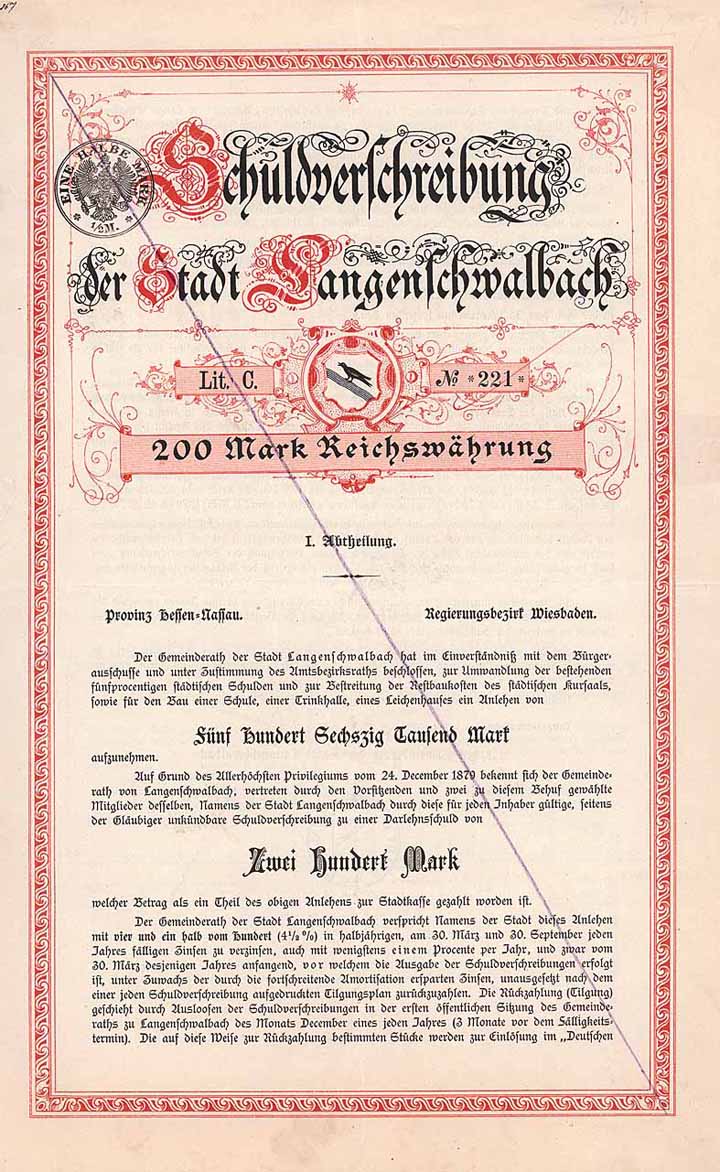 267
EINE HALBE MARK
1/2 M.
Schuldverschreibung
der Stadt Langenschwalbach
Lit. C.
No *221*
200 Mark Reichswährung
I. Abtheilung.
Provinz Hessen=Nassau.
Regierungsbezirk Wiesbaden.
Der Gemeinderath der Stadt Langenschwalbach hat im Einverständniß mit dem Bürger-
ausschusse und unter Zustimmung des Amtsbezirksraths beschlossen, zur Umwandlung der bestehenden
fünfprocentigen städtischen Schulden und zur Bestreitung der Restbaukosten des städtischen Kursaals,
sowie für den Bau einer Schule, einer Trinkhalle, eines Leichenhauses ein Anlehen von
Fünf Hundert Sechszig Tausend Mark
aufzunehmen.
Auf Grund des Allerhöchsten Privilegiums vom 24. December 1879 bekennt sich der Gemeinde-
rath von Langenschwalbach, vertreten durch den Vorsitzenden und zwei zu diesem Behuf gewählte
Mitglieder desselben, Namens der Stadt Langenschwalbach durch diese für jeden Inhaber gültige, seitens
der Gläubiger unkündbare Schuldverschreibung zu einer Darlehnsschuld von
Zwei Hundert Mark
welcher Betrag als ein Theil des obigen Anlehens zur Stadtkasse gezahlt worden ist.
Der Gemeinderath der Stadt Langenschwalbach verspricht Namens der Stadt dieses Anlehen
mit vier und ein halb vom Hundert (4 1/2 %) in halbjährigen, am 30. März und 30. September jeden
Jahres fälligen Zinsen zu verzinsen, auch mit wenigstens einem Procente per Jahr, und zwar vom
30. März desjenigen Jahres anfangend, vor welchem die Ausgabe der Schuldverschreibungen erfolgt
ist, unter Zuwachs der durch die fortschreitende Amortisation ersparten Zinsen, unausgesetzt nach dem
einer jeden Schuldverschreibung aufgedruckten Tilgungsplan zurückzuzahlen. Die Rückzahlung (Tilgung)
geschieht durch Ausloosen der Schuldverschreibungen in der ersten öffentlichen Sitzung des Gemeinde-
raths zu Langenschwalbach des Monats December eines jeden Jahres (3 Monate vor dem Fälligkeits-
termin). Die auf diese Weise zur Rückzahlung bestimmten Stücke werden zur Einlösung im „Deutschen